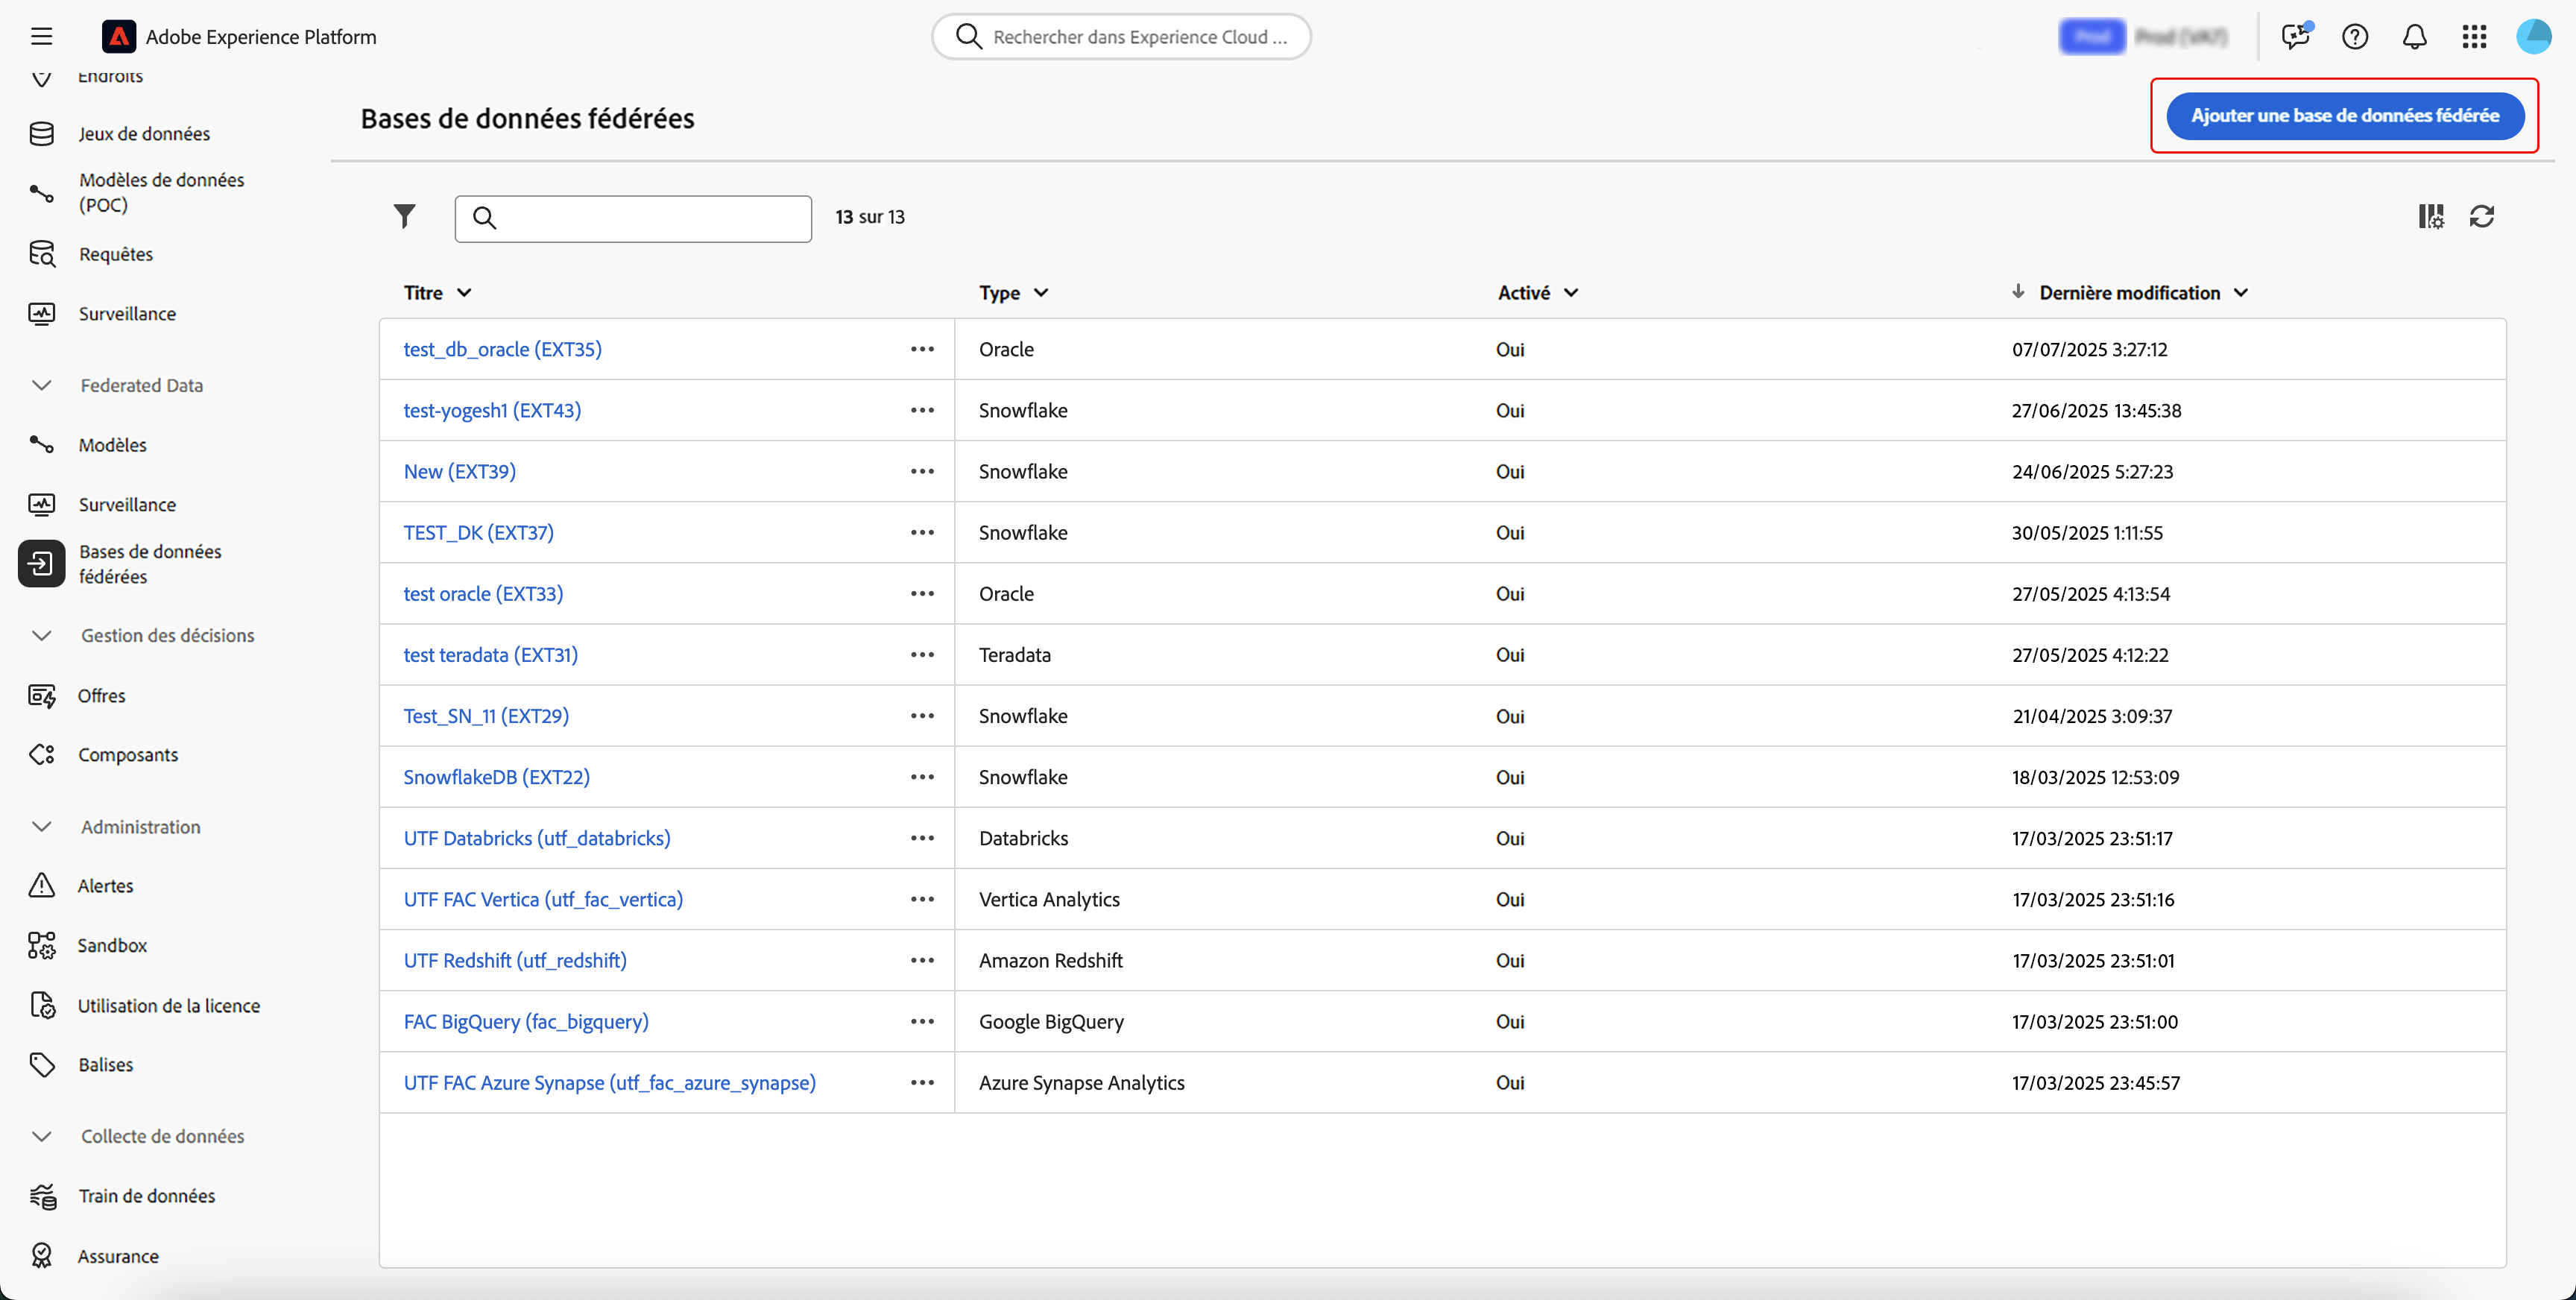 Adobe Experience Platform
Rechercher dans Experience Cloud ...
Prod
Prod (VA7)
Endroits
Jeux de données
Modèles de données
(POC)
Requêtes
Surveillance
Federated Data
Modèles
Surveillance
Bases de données
fédérées
Gestion des décisions
Offres
Composants
Administration
Alertes
Sandbox
Utilisation de la licence
Balises
Collecte de données
Train de données
Assurance
Bases de données fédérées
Ajouter une base de données fédérée
13 sur 13
Titre Type Activé Dernière modification
test_db_oracle (EXT35) ••• Oracle Oui 07/07/2025 3:27:12
test-yogesh1 (EXT43) ••• Snowflake Oui 27/06/2025 13:45:38
New (EXT39) ••• Snowflake Oui 24/06/2025 5:27:23
TEST_DK (EXT37) ••• Snowflake Oui 30/05/2025 1:11:55
test oracle (EXT33) ••• Oracle Oui 27/05/2025 4:13:54
test teradata (EXT31) ••• Teradata Oui 27/05/2025 4:12:22
Test_SN_11 (EXT29) ••• Snowflake Oui 21/04/2025 3:09:37
SnowflakeDB (EXT22) ••• Snowflake Oui 18/03/2025 12:53:09
UTF Databricks (utf_databricks) ••• Databricks Oui 17/03/2025 23:51:17
UTF FAC Vertica (utf_fac_vertica) ••• Vertica Analytics Oui 17/03/2025 23:51:16
UTF Redshift (utf_redshift) ••• Amazon Redshift Oui 17/03/2025 23:51:01
FAC BigQuery (fac_bigquery) ••• Google BigQuery Oui 17/03/2025 23:51:00
UTF FAC Azure Synapse (utf_fac_azure_synapse) ••• Azure Synapse Analytics Oui 17/03/2025 23:45:57